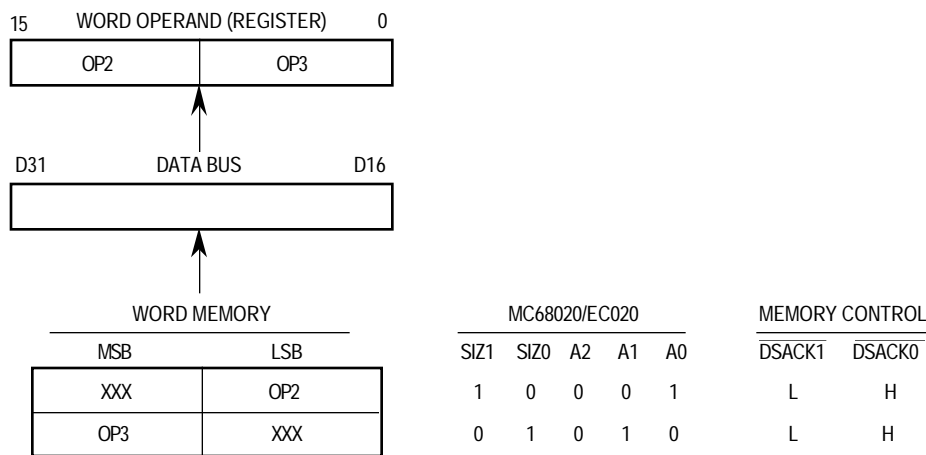 15 WORD OPERAND (REGISTER) 0
OP2 OP3
D31 DATA BUS D16
WORD MEMORY MC68020/EC020 MEMORY CONTROL
MSB LSB SIZ1 SIZ0 A2 A1 A0 DSACK1 DSACK0
XXX OP2 1 0 0 0 1 L H
OP3 XXX 0 1 0 1 0 L H